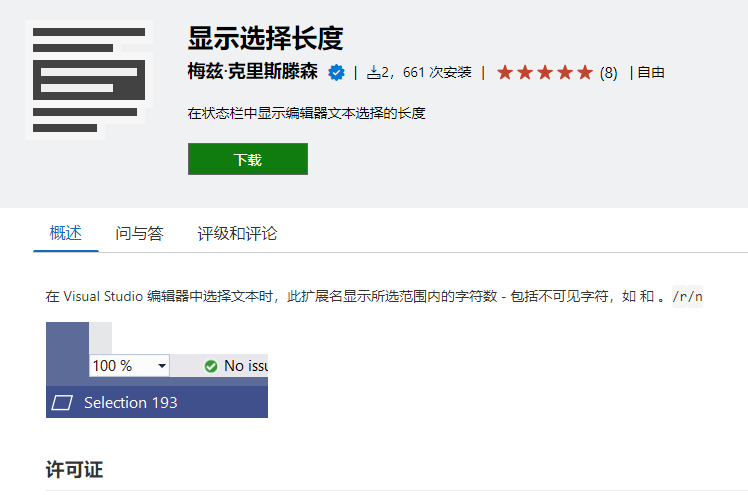 显示选择长度
梅兹·克里斯滕森 | 2，661 次安装 | (8) | 自由
在状态栏中显示编辑器文本选择的长度
下载
概述 问与答 评级和评论
在 Visual Studio 编辑器中选择文本时，此扩展名显示所选范围内的字符数 - 包括不可见字符，如 和 。/r/n
100 % No issu
Selection 193
许可证